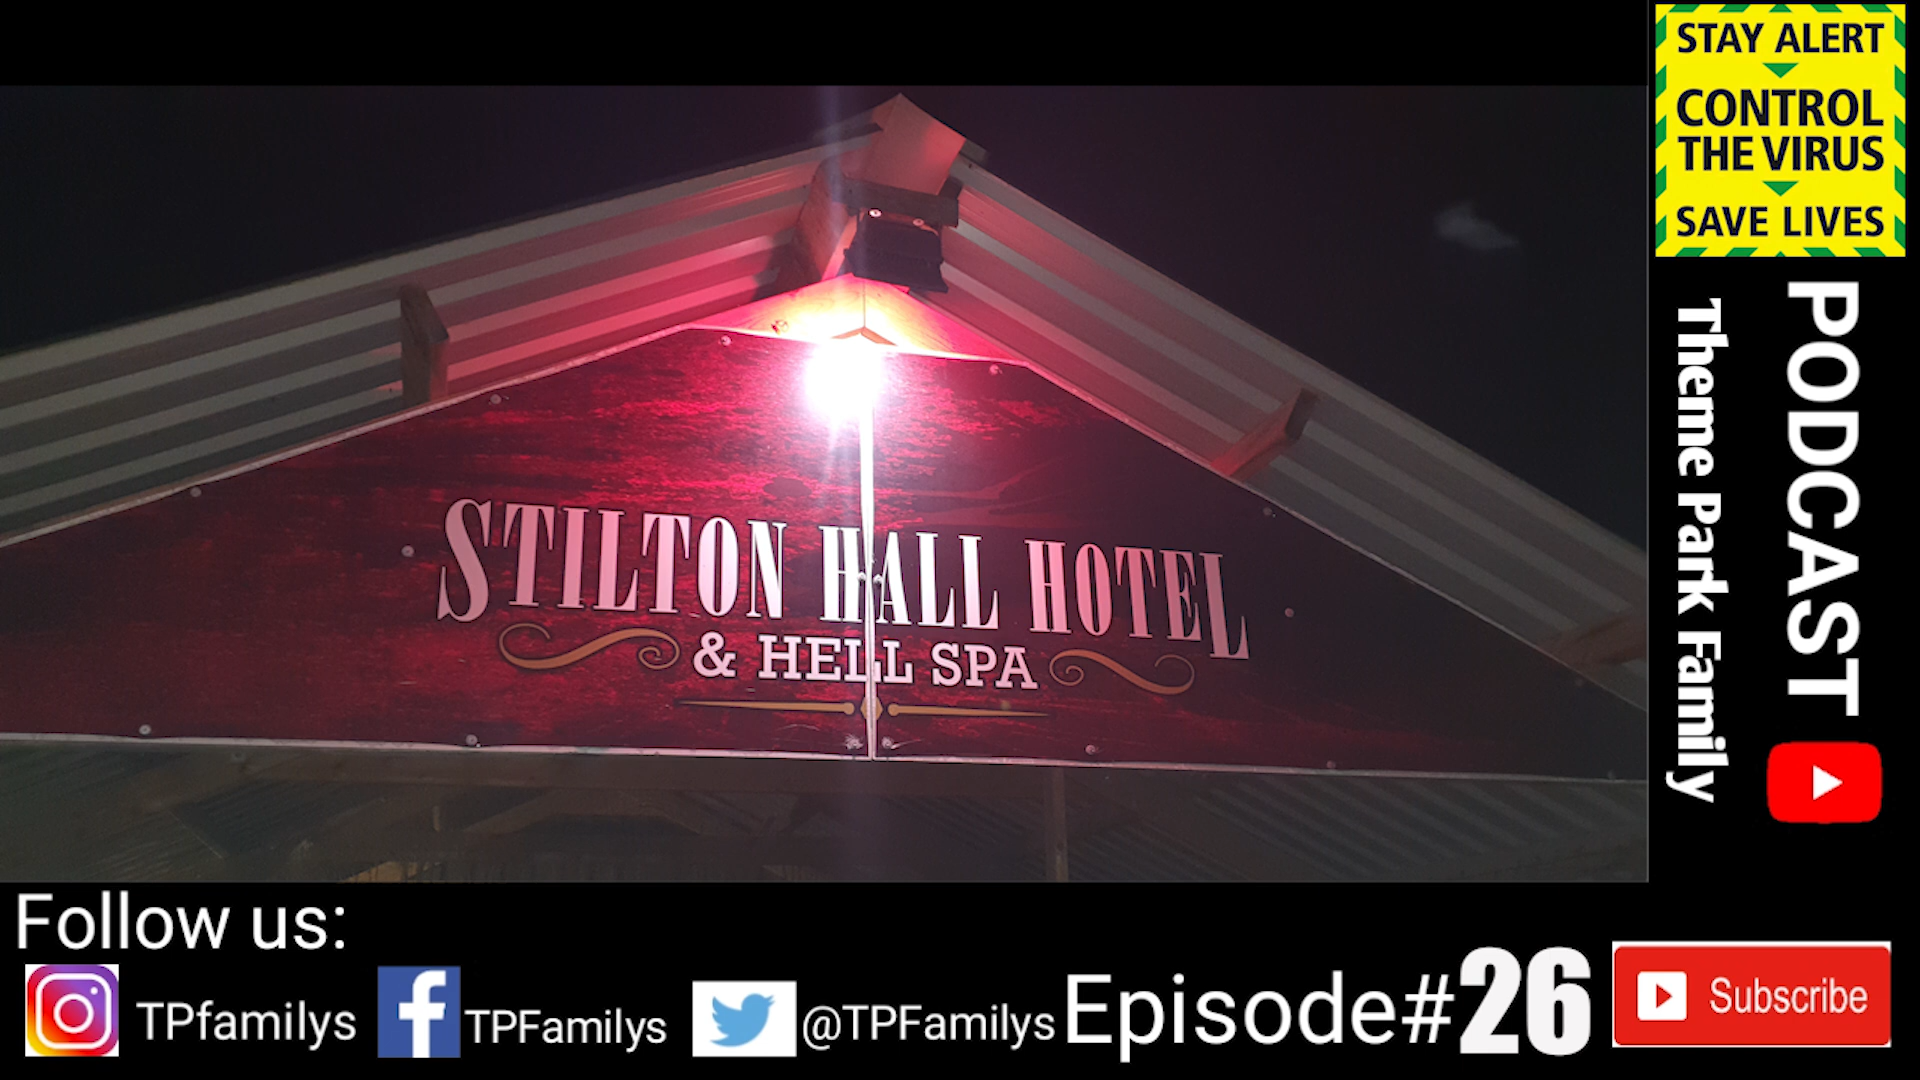 STAY ALERT
CONTROL
THE VIRUS
SAVE LIVES
STILTON HALL HOTEL
& HELL SPA
PODCAST
Theme Park Family
Follow us:
TPfamilys
TPFamilys
@TPFamilys
Episode#26
Subscribe